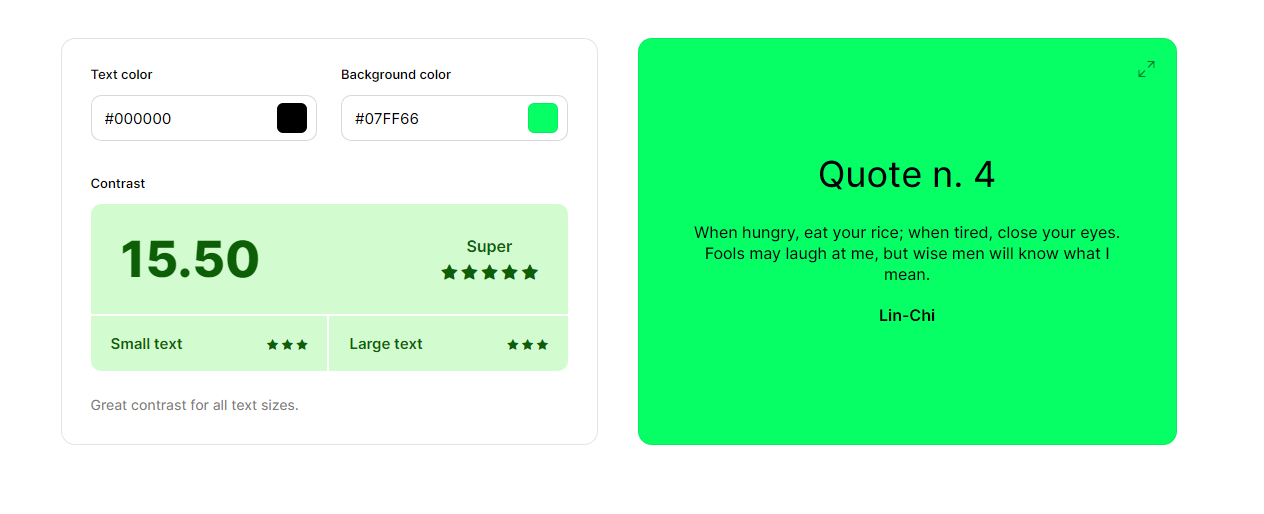 Text color
Background color
#000000
#07FF66
Contrast
15.50
Super
Small text
Large text
Great contrast for all text sizes.
Quote n. 4
When hungry, eat your rice; when tired, close your eyes.
Fools may laugh at me, but wise men will know what I
mean.
Lin-Chi